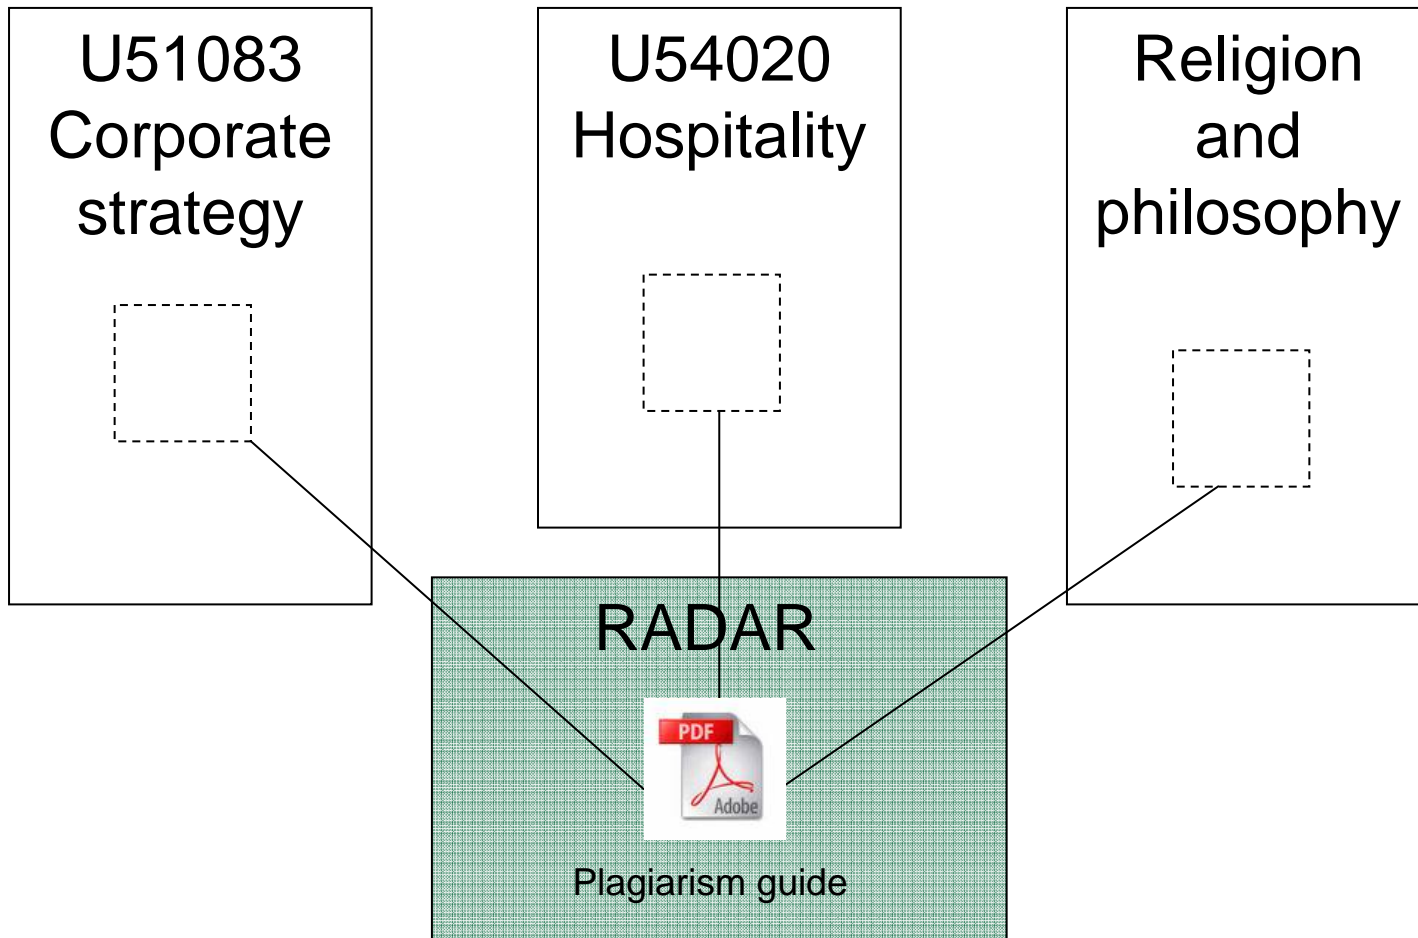 U51083
Corporate
strategy
U54020
Hospitality
Religion
and
philosophy
RADAR
PDF
Adobe
Plagiarism guide